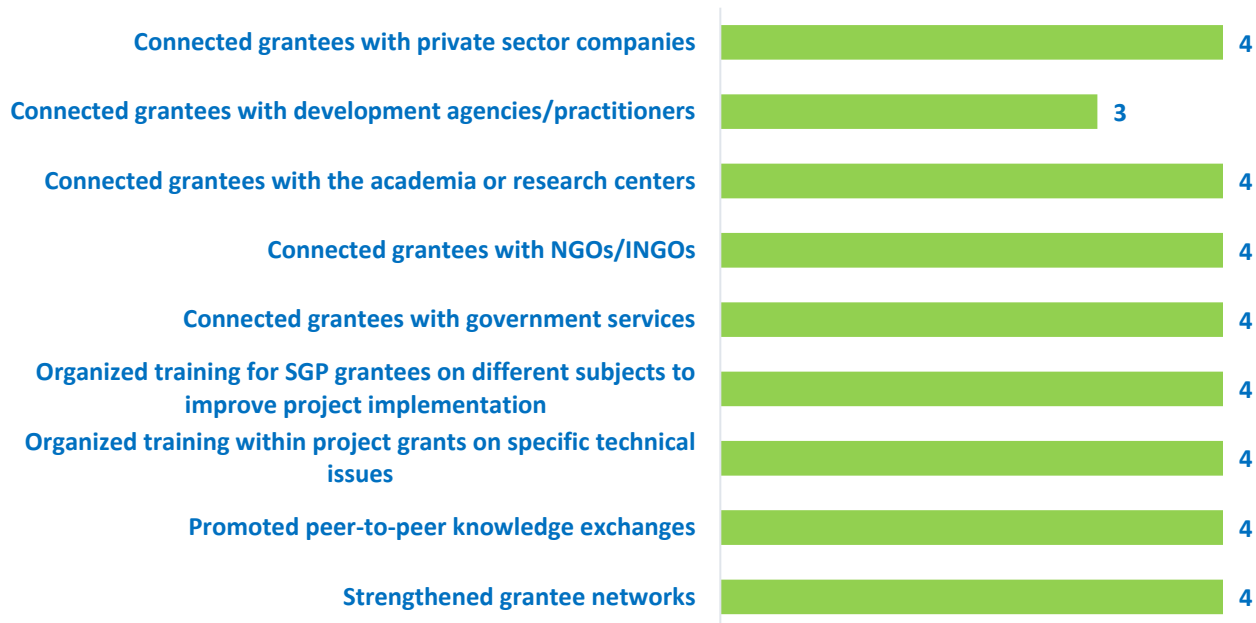 Connected grantees with private sector companies 4
Connected grantees with development agencies/practitioners 3
Connected grantees with the academia or research centers 4
Connected grantees with NGOs/INGOs 4
Connected grantees with government services 4
Organized training for SGP grantees on different subjects to
improve project implementation 4
Organized training within project grants on specific technical
issues 4
Promoted peer-to-peer knowledge exchanges 4
Strengthened grantee networks 4